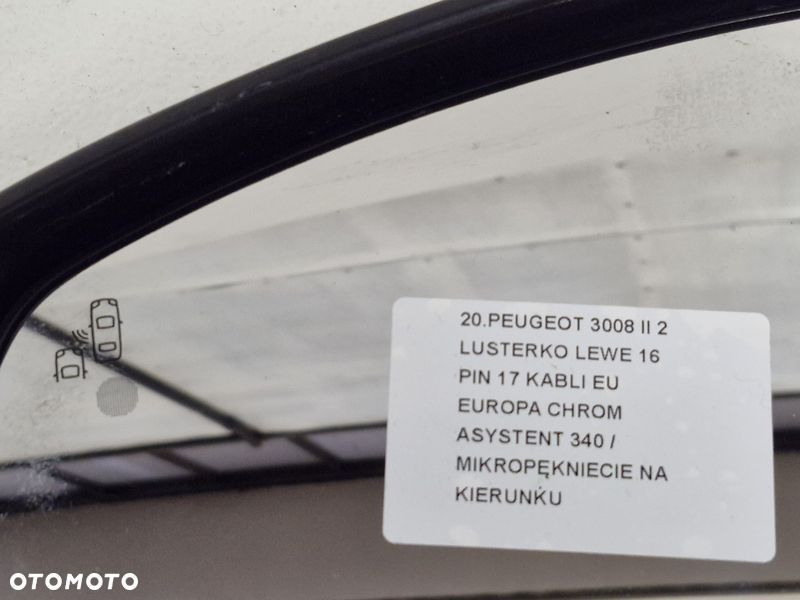 20.PEUGEOT 3008 II 2
LUSTERKO LEWE 16
PIN 17 KABLI EU
EUROPA CHROM
ASYSTENT 340 /
MIKROPĘKNIECIE NA
KIERUNKU
OTOMOTO